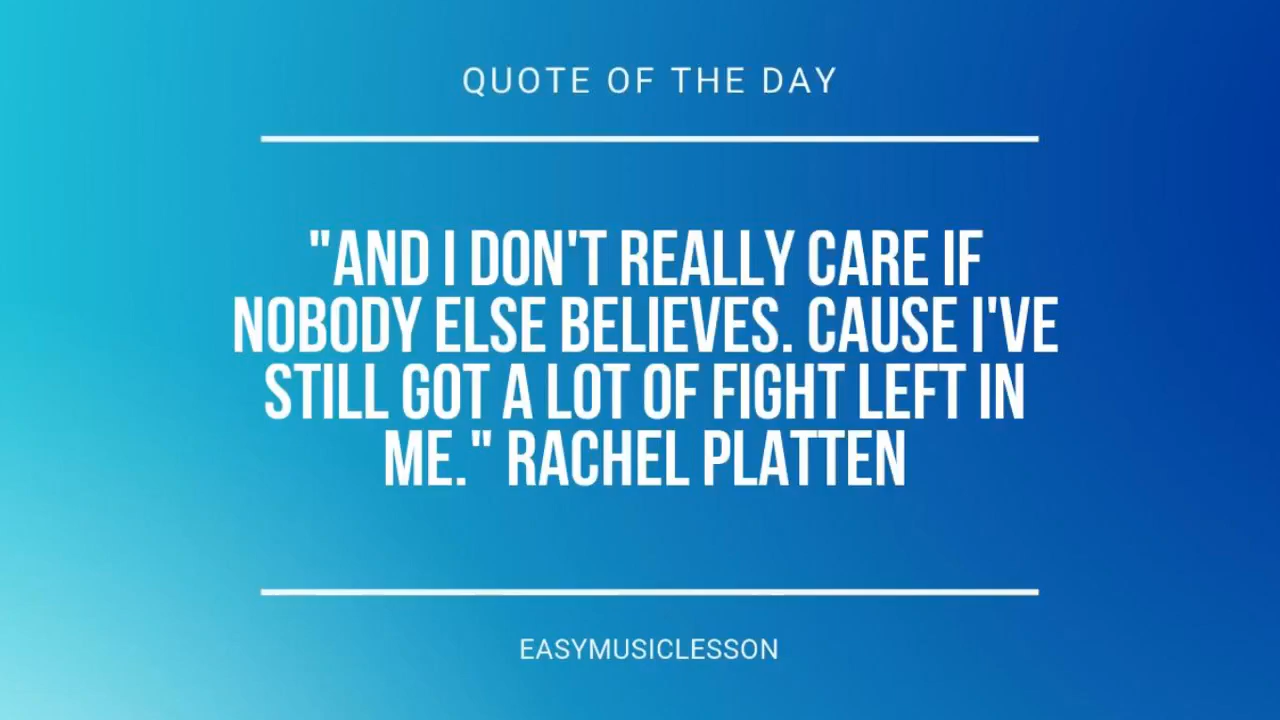 QUOTE OF THE DAY
"AND I DON'T REALLY CARE IF
NOBODY ELSE BELIEVES. CAUSE I'VE
STILL GOT A LOT OF FIGHT LEFT IN
ME." RACHEL PLATTEN
EASYMUSICLESSON